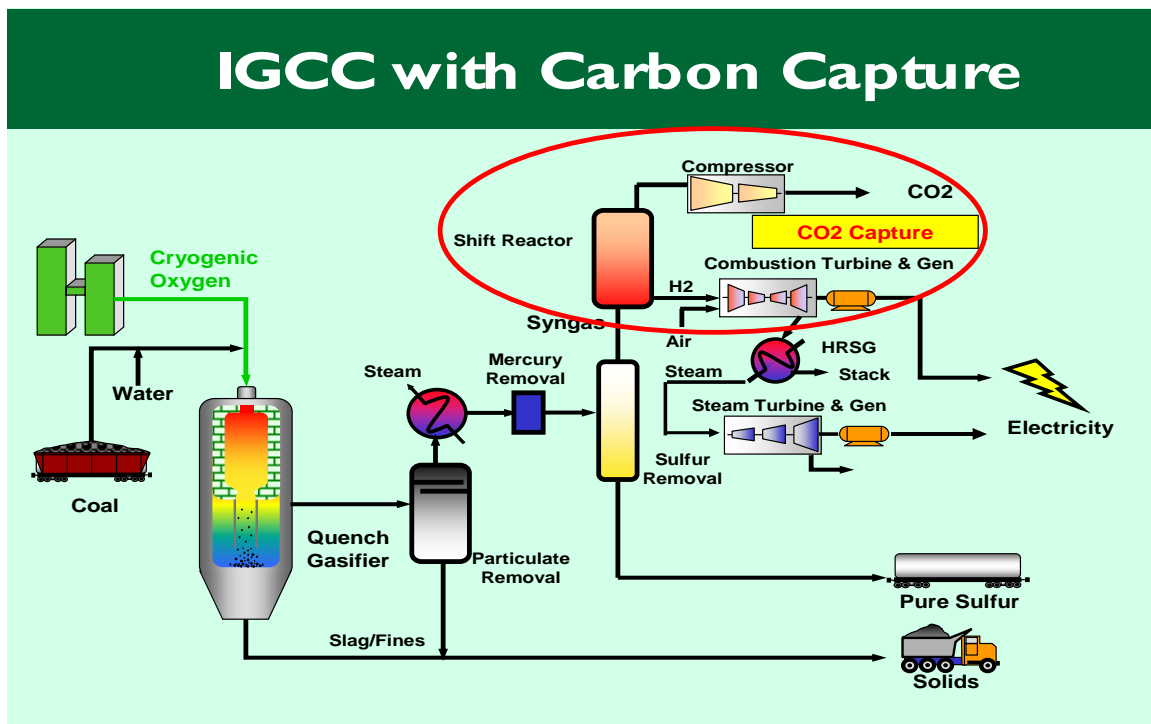 IGCC with Carbon Capture
Compressor
CO2
CO2 Capture
Shift Reactor
Cryogenic
Oxygen
Combustion Turbine & Gen
H2
Syngas
Air
HRSG
Stack
Steam
Mercury
Removal
Steam
Water
Steam Turbine & Gen
Electricity
Sulfur
Removal
Coal
Quench
Gasifier
Particulate
Removal
Pure Sulfur
Slag/Fines
Solids